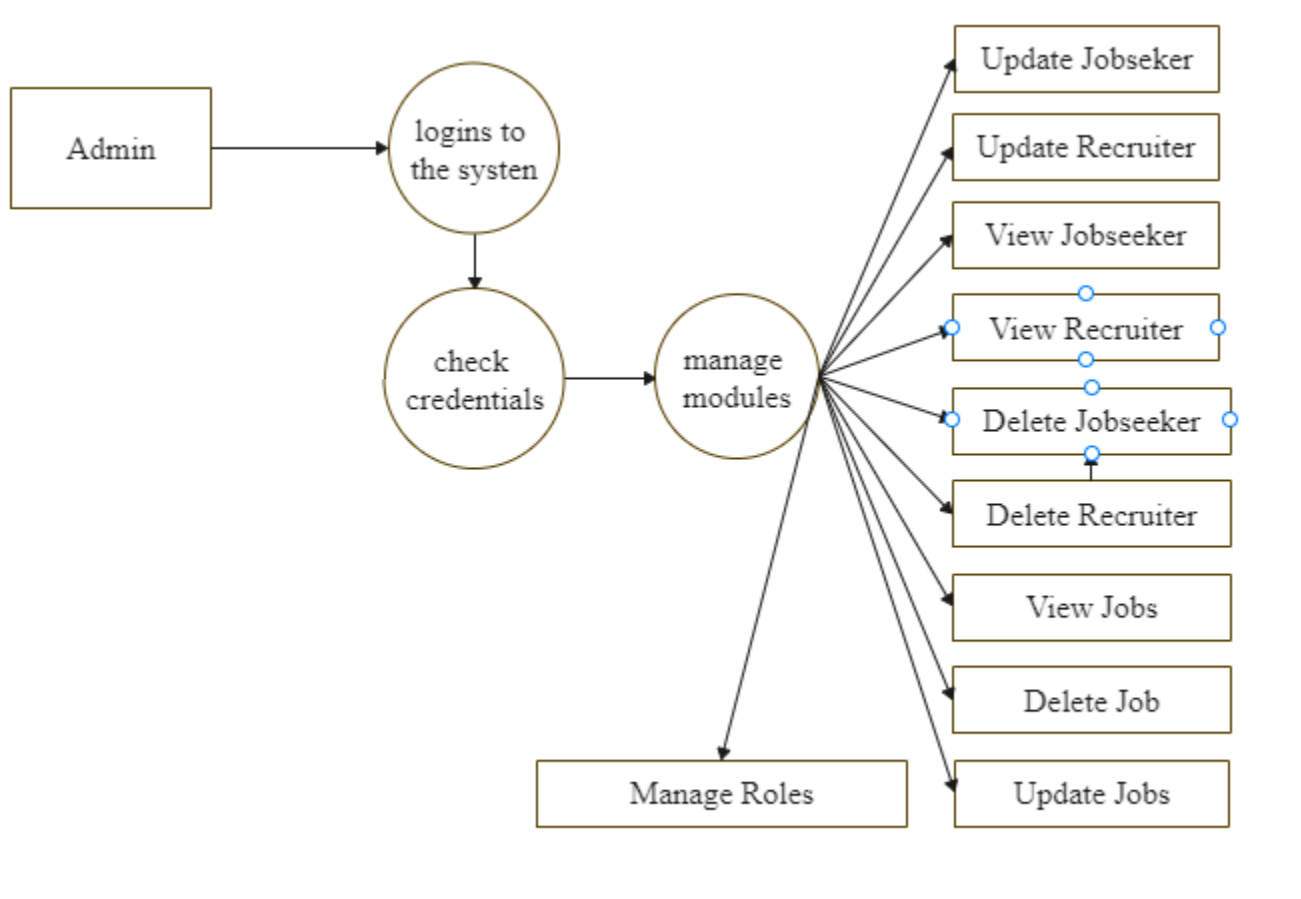 Admin
logins to
the systen
check
credentials
manage
modules
Update Jobseker
Update Recruiter
View Jobseeker
View Recruiter
Delete Jobseeker
Delete Recruiter
View Jobs
Delete Job
Update Jobs
Manage Roles